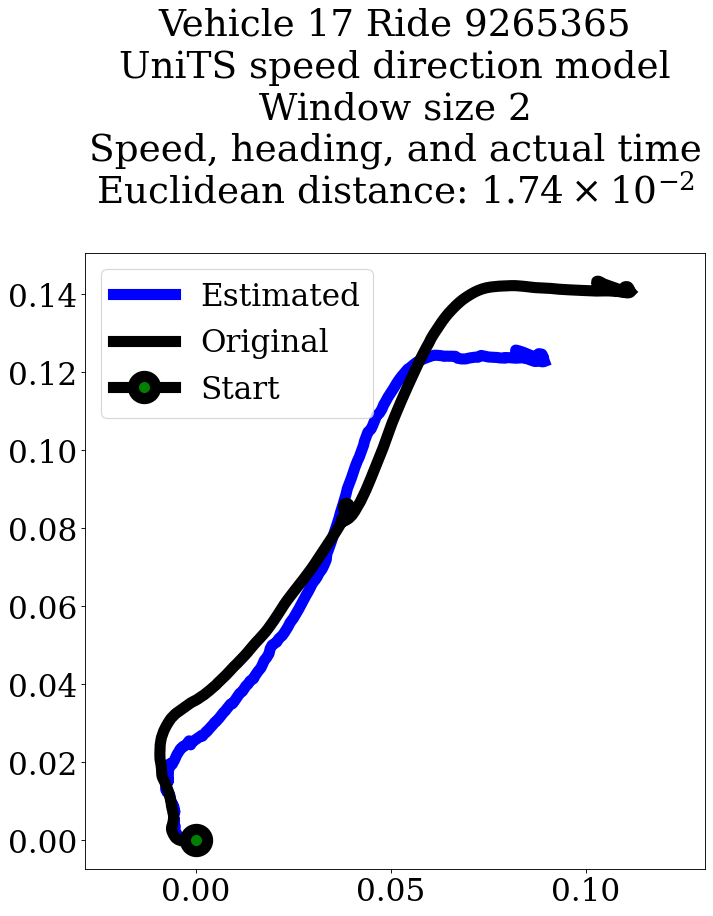 Vehicle 17 Ride 9265365
UniTS speed direction model
Window size 2
Speed, heading, and actual time
Euclidean distance: 1.74 × 10⁻²
Estimated
Original
Start
0.14
0.12
0.10
0.08
0.06
0.04
0.02
0.00
0.00 0.05 0.10